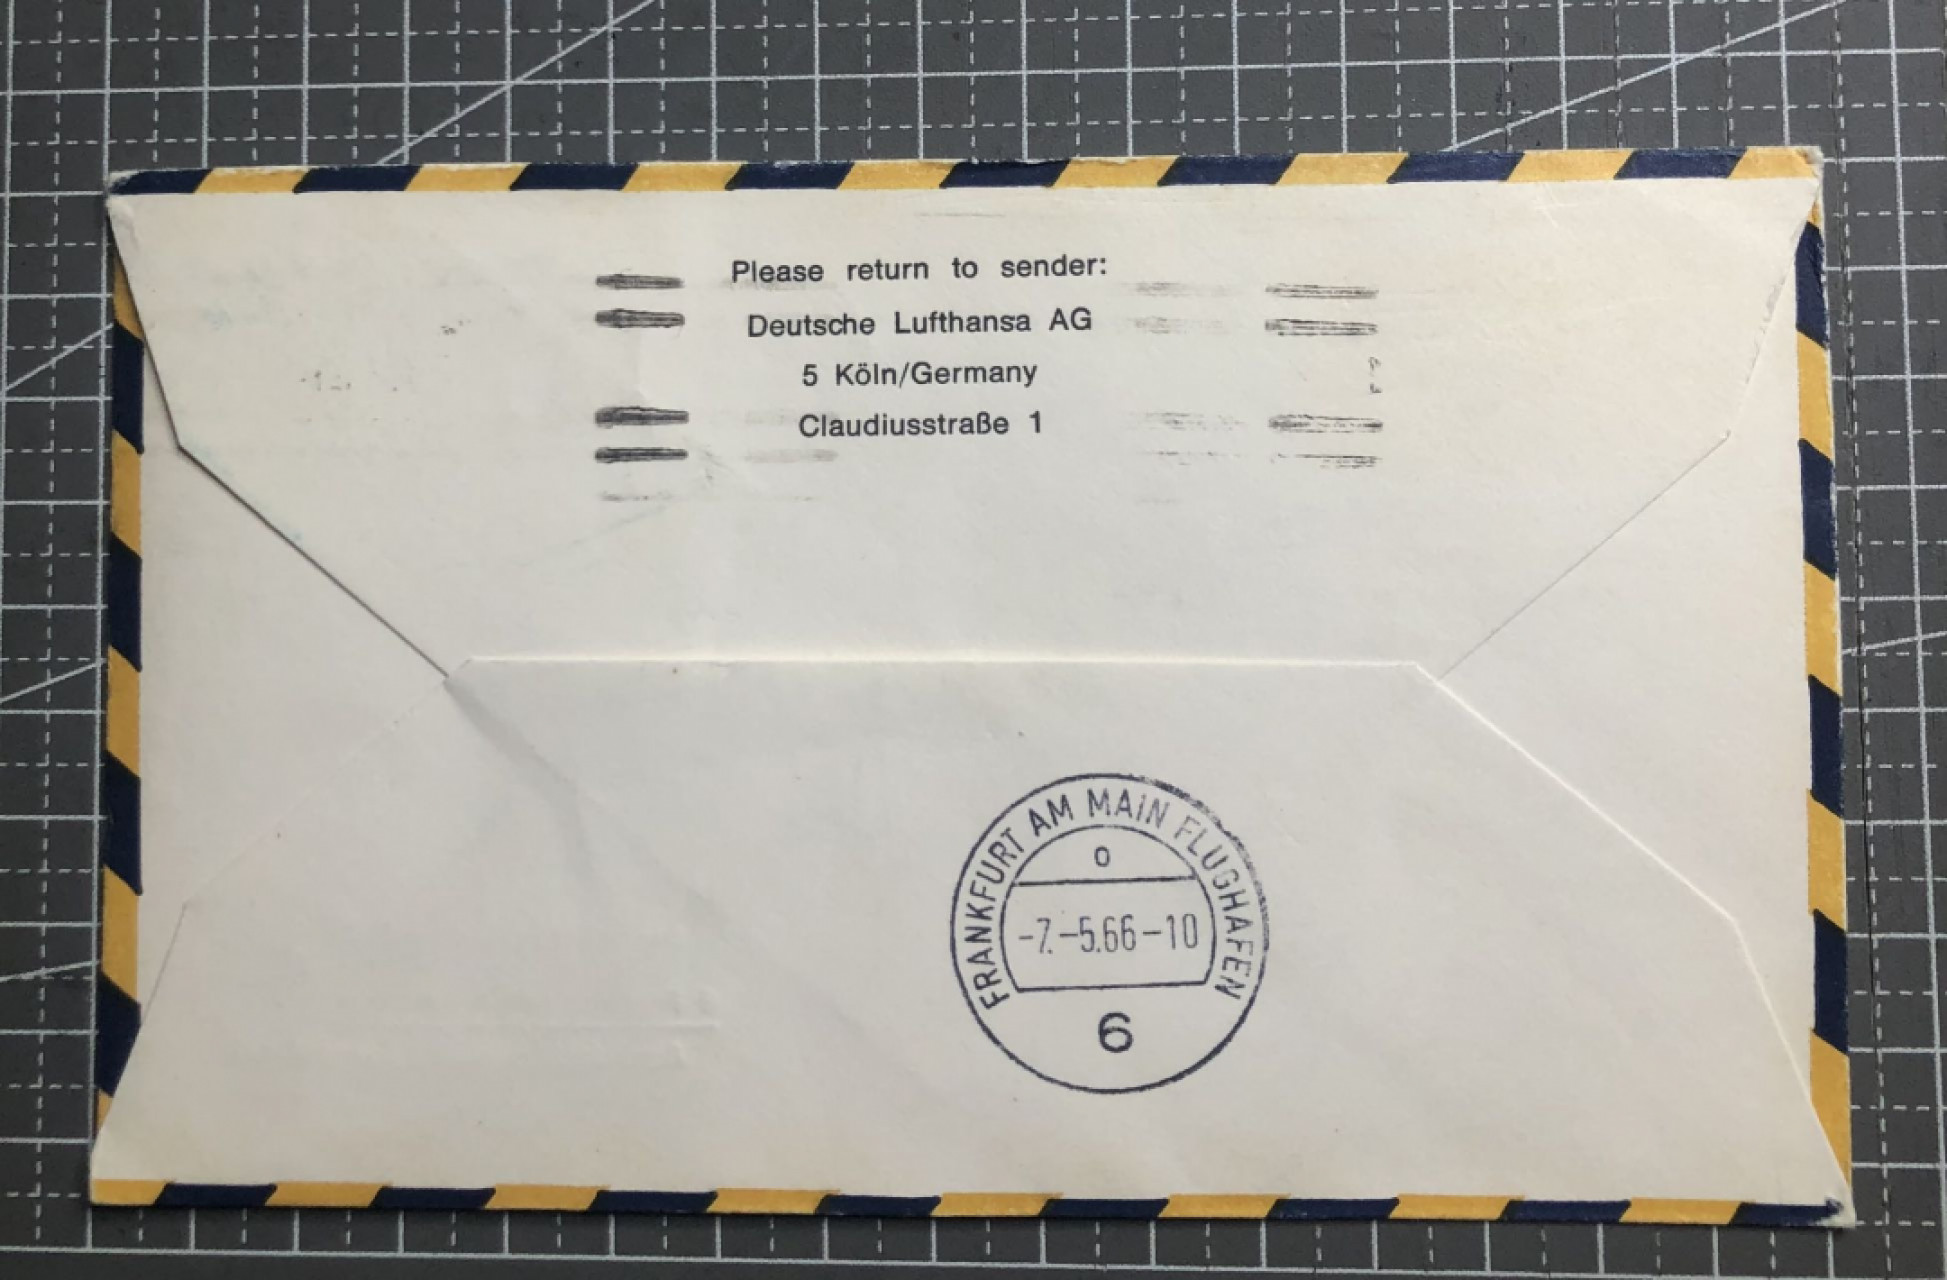 Please return to sender:
Deutsche Lufthansa AG
5 Köln/Germany
Claudiusstraße 1
FRANKFURT AM MAiN FLUGHAFEN
o
-7.-5.66-10
6